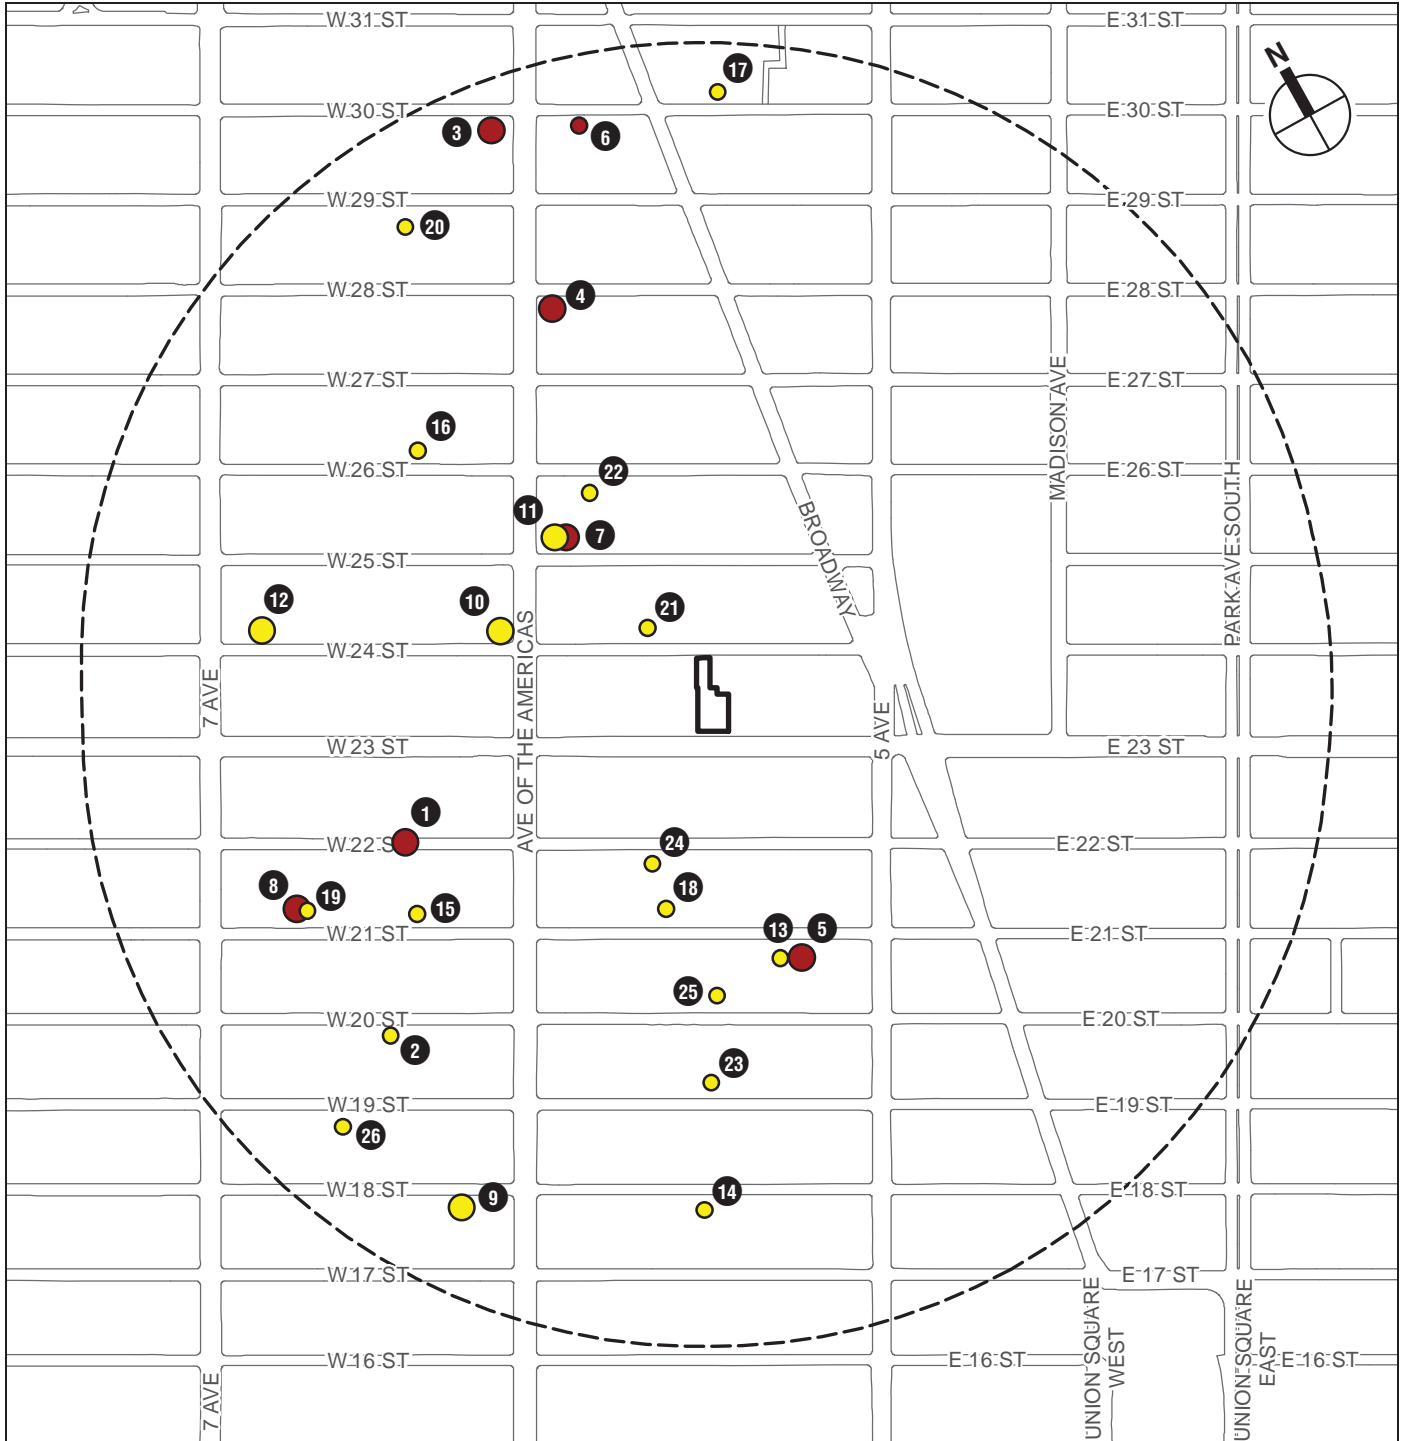 W 31 ST
E 31 ST
N
17
W 30 ST
E 30 ST
3
6
W 29 ST
E 29 ST
20
W 28 ST
E 28 ST
4
W 27 ST
E 27 ST
MADISON AVE
16
W 26 ST
E 26 ST
22
PARK AVE SOUTH
11
7
BROADWAY
W 25 ST
12
10
21
AVE OF THE AMERICAS
W 24 ST
7 AVE
5 AVE
W 23 ST
E 23 ST
1
W 22 S
E 22 ST
24
8
19
15
18
W 21 ST
E 21 ST
13
5
25
W 20 ST
E 20 ST
2
23
W 19 ST
E 19 ST
26
W 18 ST
E 18 ST
9
14
W 17 ST
E 17 ST
UNION SQUARE
WEST
UNION SQUARE
EAST
W 16 ST
E 16 ST
E 16 ST
7 AVE